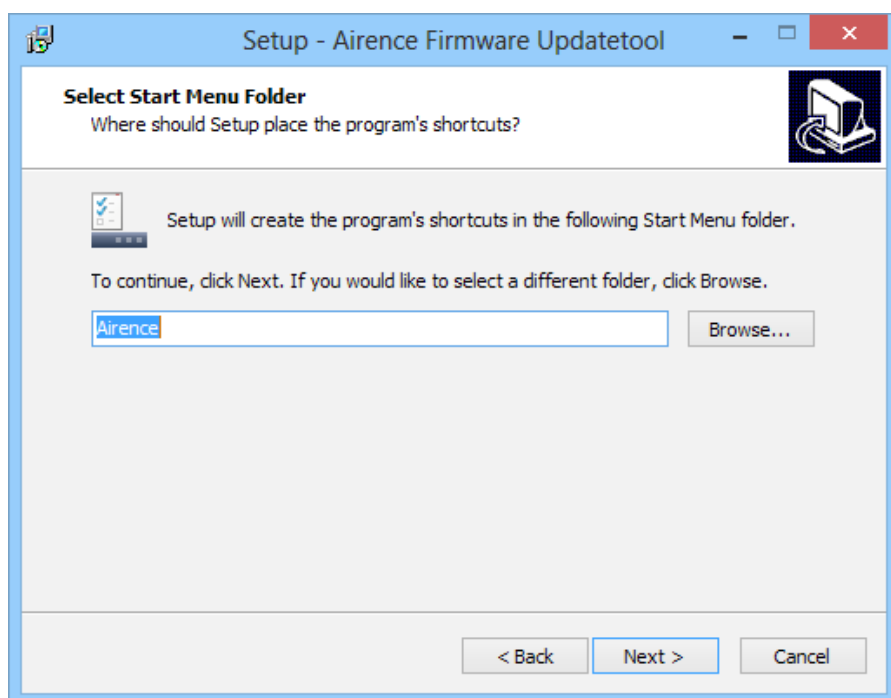 Setup - Airence Firmware Updatetool
Select Start Menu Folder
Where should Setup place the program's shortcuts?
Setup will create the program's shortcuts in the following Start Menu folder.
To continue, click Next. If you would like to select a different folder, click Browse.
Airence
Browse...
< Back
Next >
Cancel